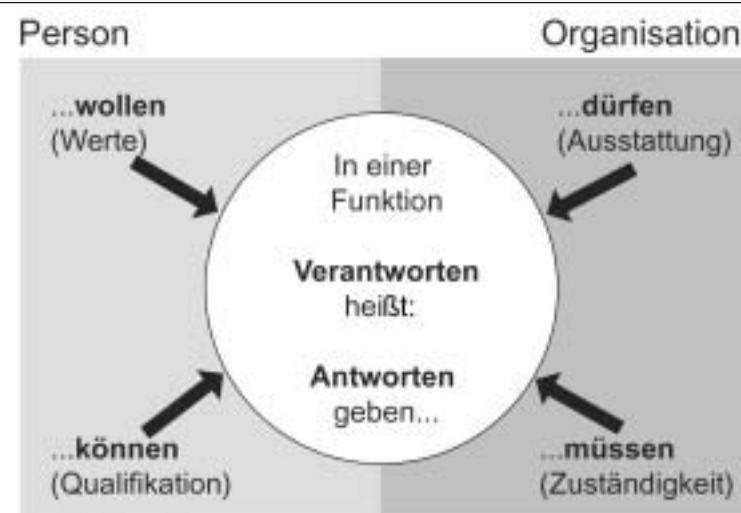 Person
Organisation
...wollen
(Werte)
...dürfen
(Ausstattung)
In einer
Funktion
Verantworten
heißt:
Antworten
geben...
...können
(Qualifikation)
...müssen
(Zuständigkeit)